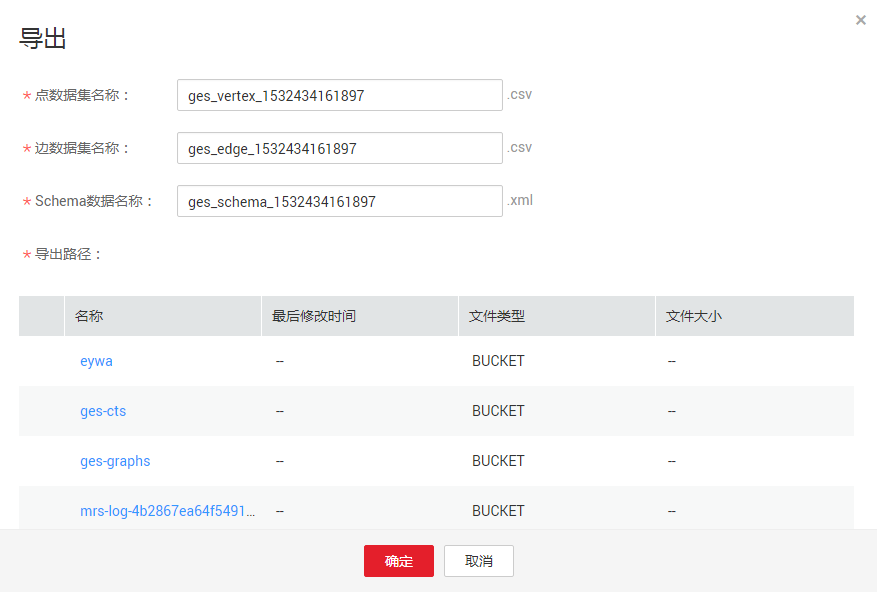 导出
* 点数据集名称： ges_vertex_1532434161897 .csv
* 边数据集名称： ges_edge_1532434161897 .csv
* Schema数据名称： ges_schema_1532434161897 .xml
* 导出路径：
名称 最后修改时间 文件类型 文件大小
eywa -- BUCKET --
ges-cts -- BUCKET --
ges-graphs -- BUCKET --
mrs-log-4b2867ea64f5491... -- BUCKET --
确定 取消